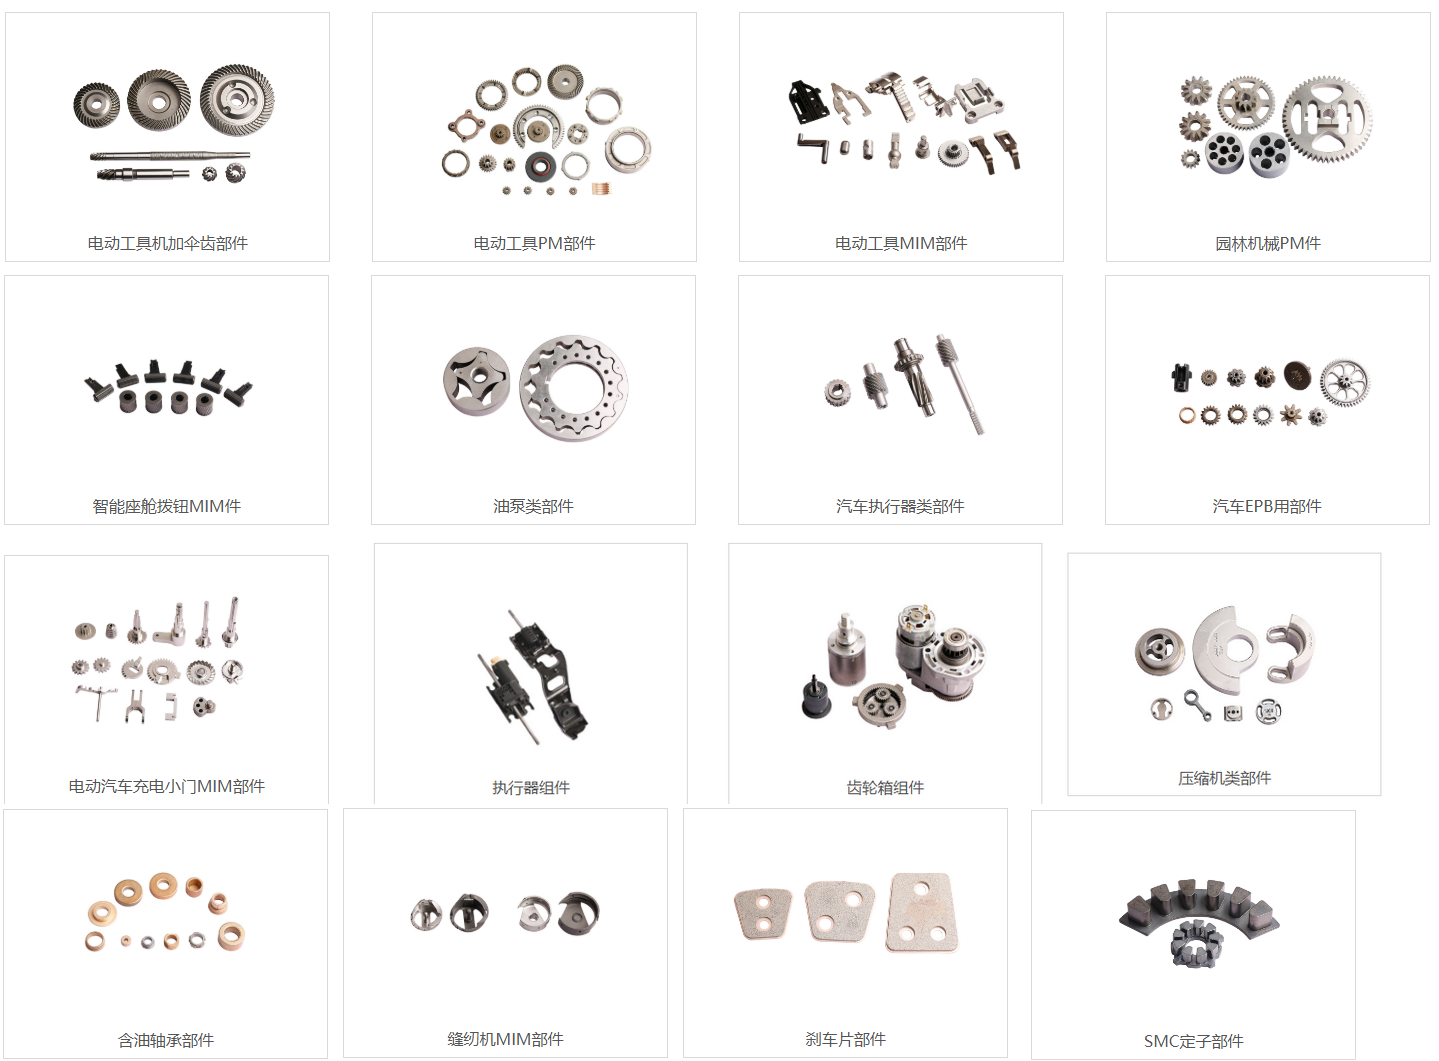 电动工具机加伞齿部件
电动工具PM部件
电动工具MIM部件
园林机械PM件
智能座舱拨钮MIM件
油泵类部件
汽车执行器类部件
汽车EPB用部件
电动汽车充电小门MIM部件
执行器组件
齿轮箱组件
压缩机类部件
含油轴承部件
缝纫机MIM部件
刹车片部件
SMC定子部件